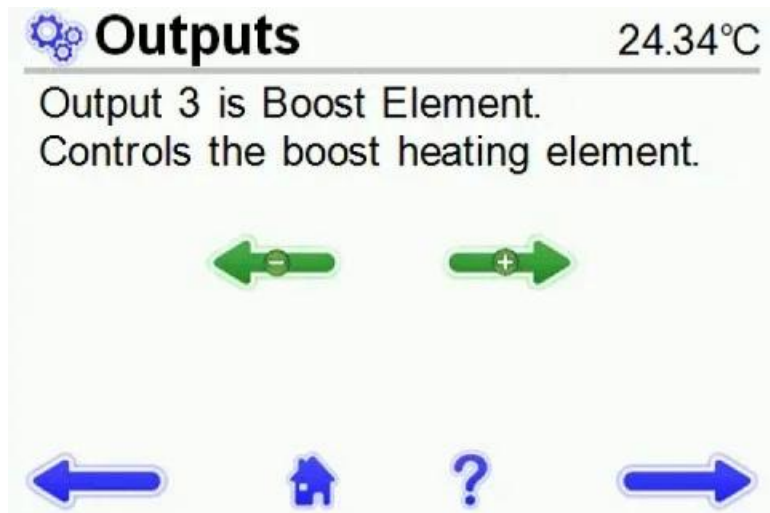 Outputs 24.34°C
Output 3 is Boost Element.
Controls the boost heating element.
- +
?